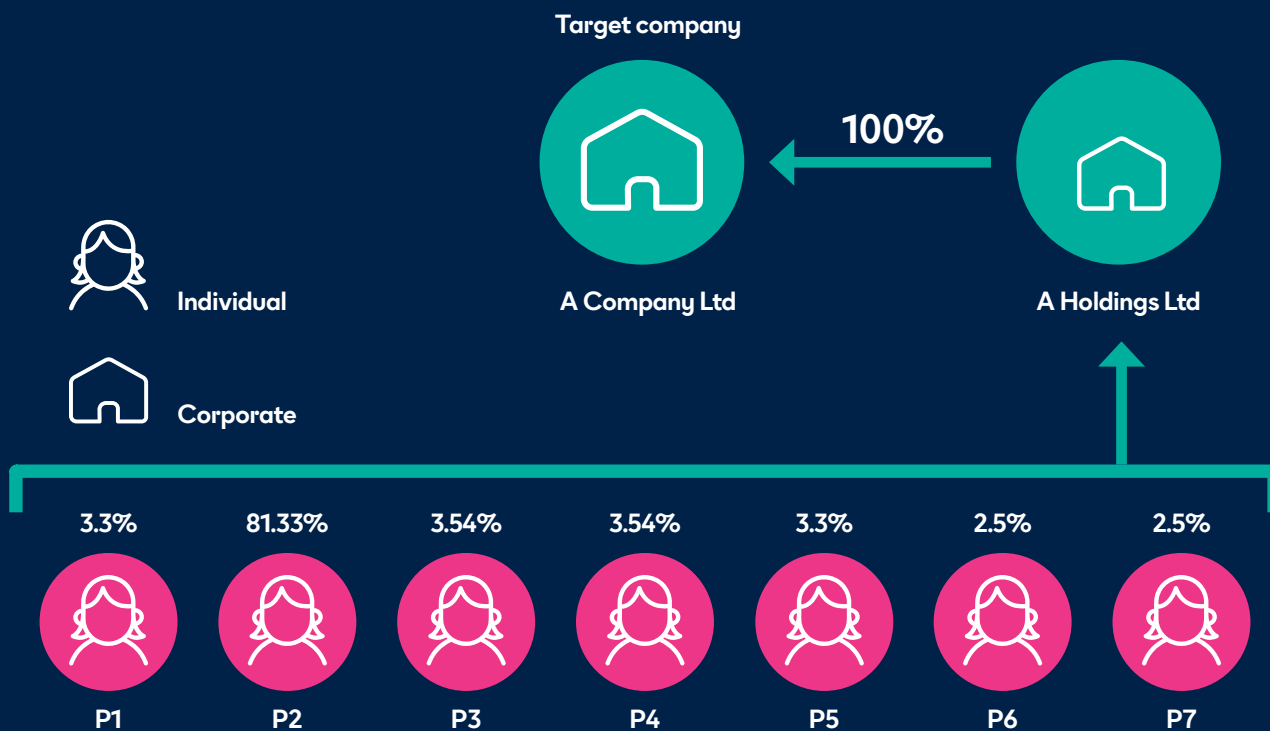 Target company
100%
A Company Ltd
A Holdings Ltd
Individual
Corporate
3.3%
81.33%
3.54%
3.54%
3.3%
2.5%
2.5%
P1
P2
P3
P4
P5
P6
P7